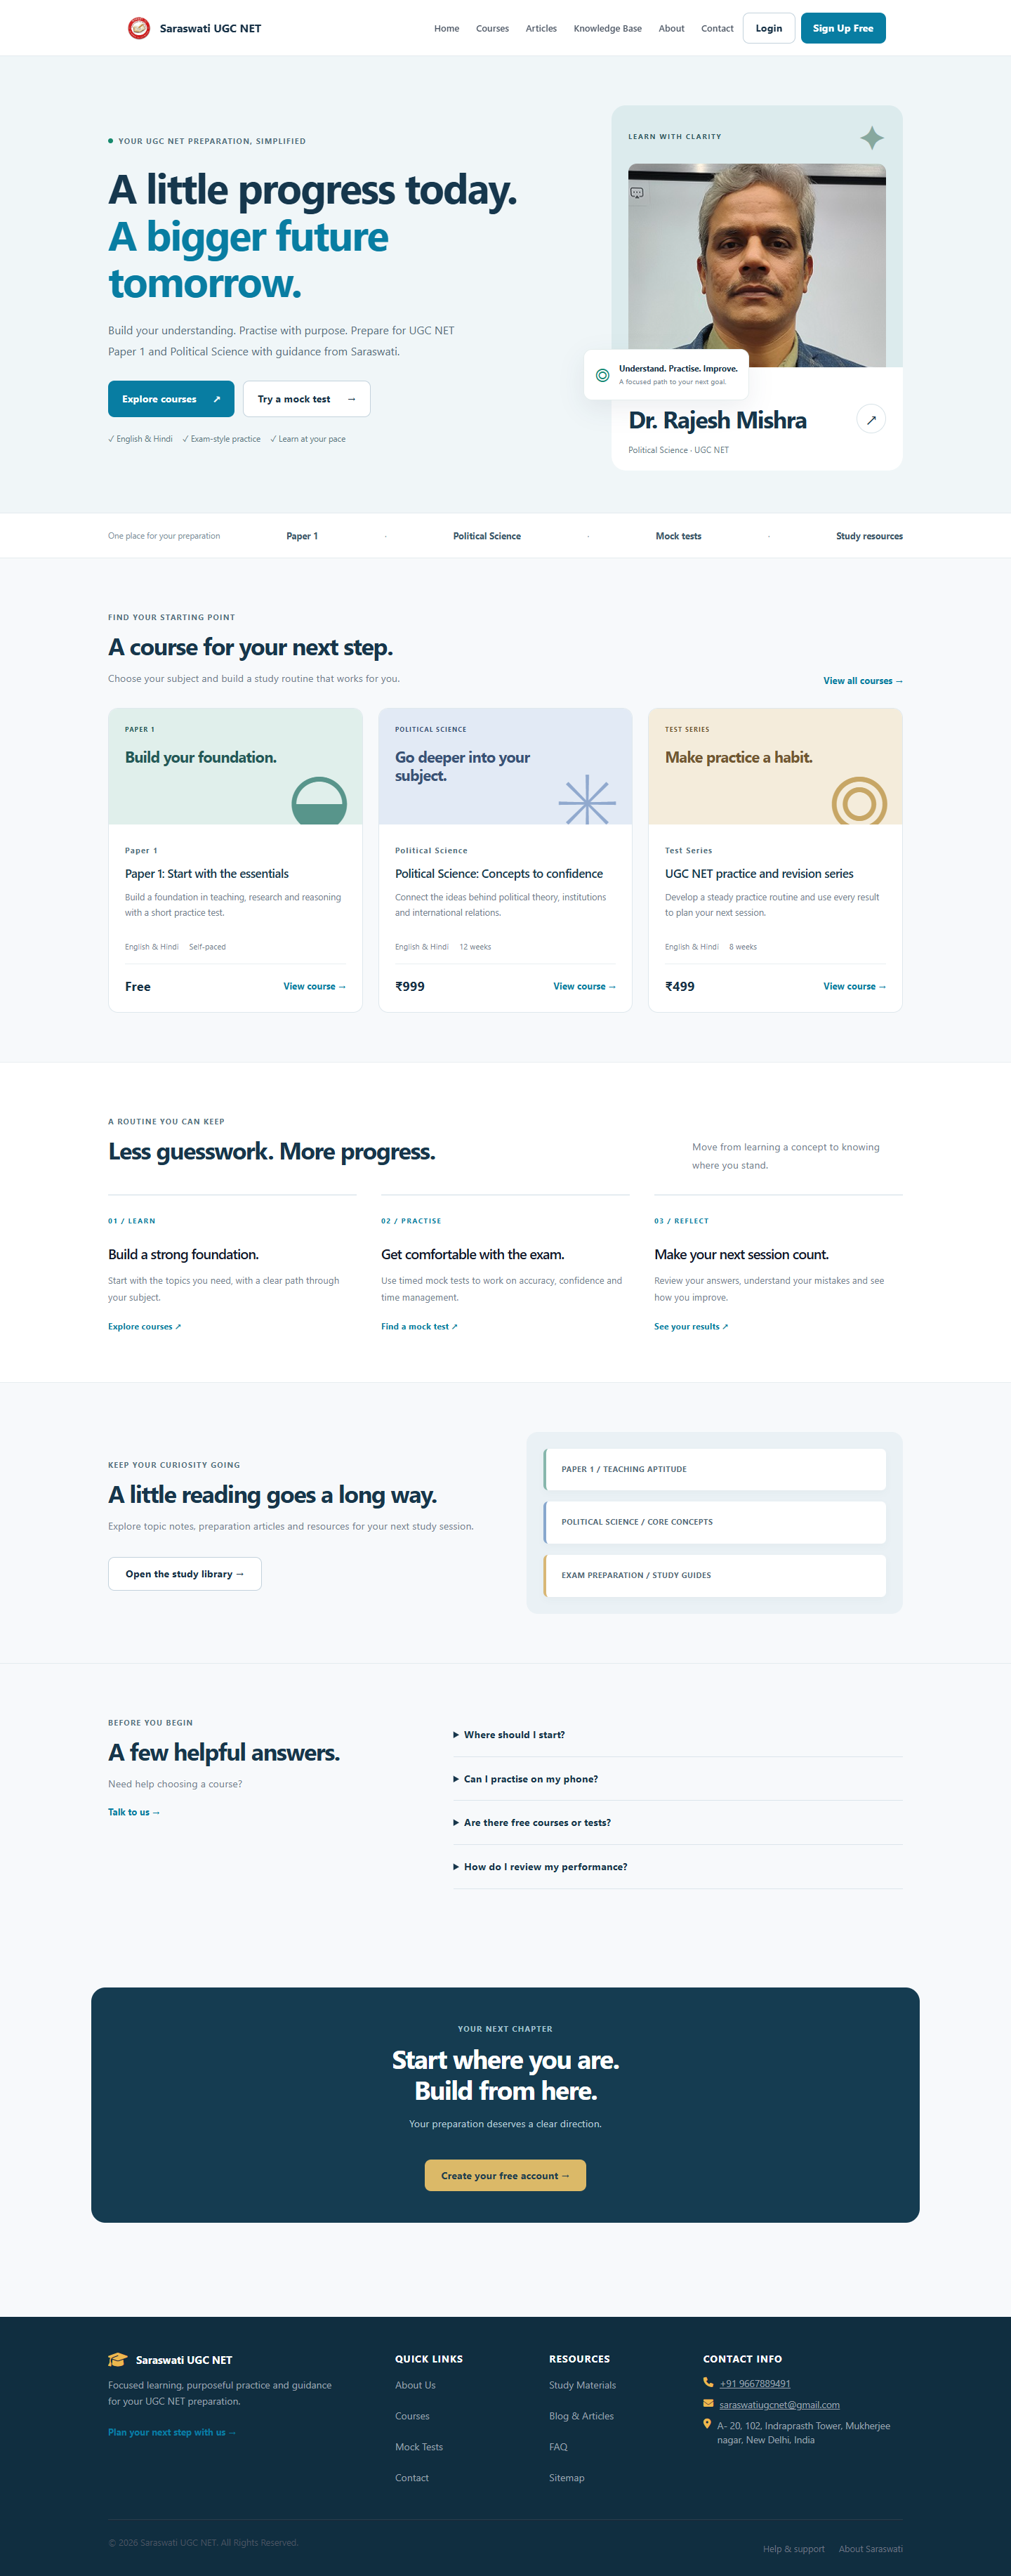 Saraswati UGC NET
Home Courses Articles Knowledge Base About Contact Login Sign Up Free
YOUR UGC NET PREPARATION, SIMPLIFIED
A little progress today.
A bigger future
tomorrow.
Build your understanding. Practise with purpose. Prepare for UGC NET
Paper 1 and Political Science with guidance from Saraswati.
Explore courses ↗ Try a mock test →
✓ English & Hindi ✓ Exam-style practice ✓ Learn at your pace
LEARN WITH CLARITY
Understand. Practise. Improve.
A focused path to your next goal.
Dr. Rajesh Mishra ↗
Political Science · UGC NET
One place for your preparation Paper 1 · Political Science · Mock tests · Study resources
FIND YOUR STARTING POINT
A course for your next step.
Choose your subject and build a study routine that works for you.
View all courses →
PAPER 1
Build your foundation.
Paper 1
Paper 1: Start with the essentials
Build a foundation in teaching, research and reasoning
with a short practice test.
English & Hindi Self-paced
Free View course →
POLITICAL SCIENCE
Go deeper into your
subject.
Political Science
Political Science: Concepts to confidence
Connect the ideas behind political theory, institutions
and international relations.
English & Hindi 12 weeks
₹999 View course →
TEST SERIES
Make practice a habit.
Test Series
UGC NET practice and revision series
Develop a steady practice routine and use every result
to plan your next session.
English & Hindi 8 weeks
₹499 View course →
A ROUTINE YOU CAN KEEP
Less guesswork. More progress.
Move from learning a concept to knowing
where you stand.
01 / LEARN
Build a strong foundation.
Start with the topics you need, with a clear path through
your subject.
Explore courses ↗
02 / PRACTISE
Get comfortable with the exam.
Use timed mock tests to work on accuracy, confidence and
time management.
Find a mock test ↗
03 / REFLECT
Make your next session count.
Review your answers, understand your mistakes and see
how you improve.
See your results ↗
KEEP YOUR CURIOSITY GOING
A little reading goes a long way.
Explore topic notes, preparation articles and resources for your next study session.
Open the study library →
PAPER 1 / TEACHING APTITUDE
POLITICAL SCIENCE / CORE CONCEPTS
EXAM PREPARATION / STUDY GUIDES
BEFORE YOU BEGIN
A few helpful answers.
Need help choosing a course?
Talk to us →
Where should I start?
Can I practise on my phone?
Are there free courses or tests?
How do I review my performance?
YOUR NEXT CHAPTER
Start where you are.
Build from here.
Your preparation deserves a clear direction.
Create your free account →
Saraswati UGC NET
Focused learning, purposeful practice and guidance
for your UGC NET preparation.
Plan your next step with us →
QUICK LINKS
About Us
Courses
Mock Tests
Contact
RESOURCES
Study Materials
Blog & Articles
FAQ
Sitemap
CONTACT INFO
+91 9667889491
saraswatiugcnet@gmail.com
A- 20, 102, Indraprasth Tower, Mukherjee
nagar, New Delhi, India
© 2026 Saraswati UGC NET. All Rights Reserved.
Help & support About Saraswati